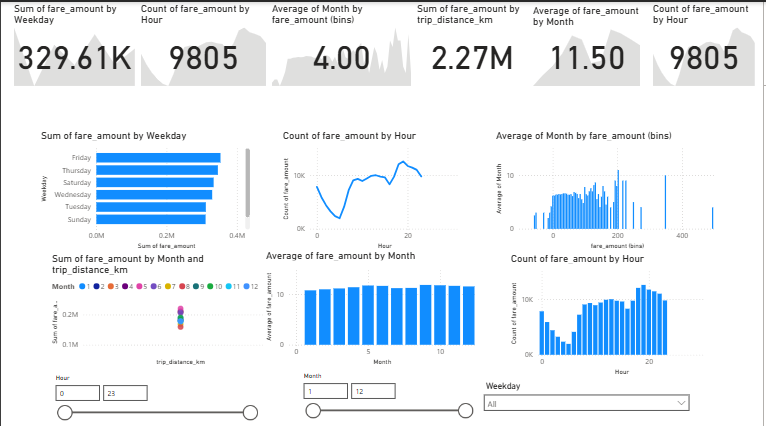 Sum of fare_amount by
Weekday
329.61K
Count of fare_amount by
Hour
9805
Average of Month by
fare_amount (bins)
4.00
Sum of fare_amount by
trip_distance_km
2.27M
Average of fare_amount
by Month
11.50
Count of fare_amount
by Hour
9805
Sum of fare_amount by Weekday
Weekday
Friday
Thursday
Saturday
Wednesday
Tuesday
Sunday
0.0M 0.2M 0.4M
Sum of fare_amount
Count of fare_amount by Hour
Count of fare_amount
10K
0K
0 20
Hour
Average of Month by fare_amount (bins)
Average of Month
10
0
0 200 400
fare_amount (bins)
Sum of fare_amount by Month and
trip_distance_km
Month 1 2 3 4 5 6 7 8 9 10 11 12
Sum of fare_a...
0.2M
0.1M
trip_distance_km
Average of fare_amount by Month
Average of fare_amount
10
0
5 10
Month
Count of fare_amount by Hour
Count of fare_amount
10K
0K
0 20
Hour
Hour
0 23
Month
1 12
Weekday
All